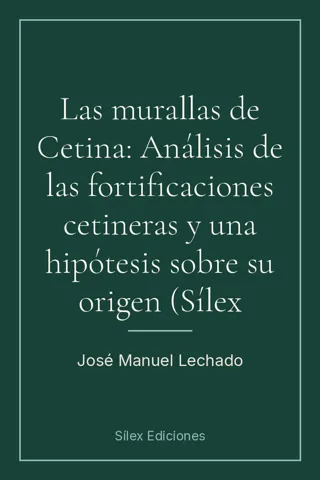 Las murallas de
Cetina: Análisis de
las fortificaciones
cetineras y una
hipótesis sobre su
origen (Sílex
José Manuel Lechado
Sílex Ediciones